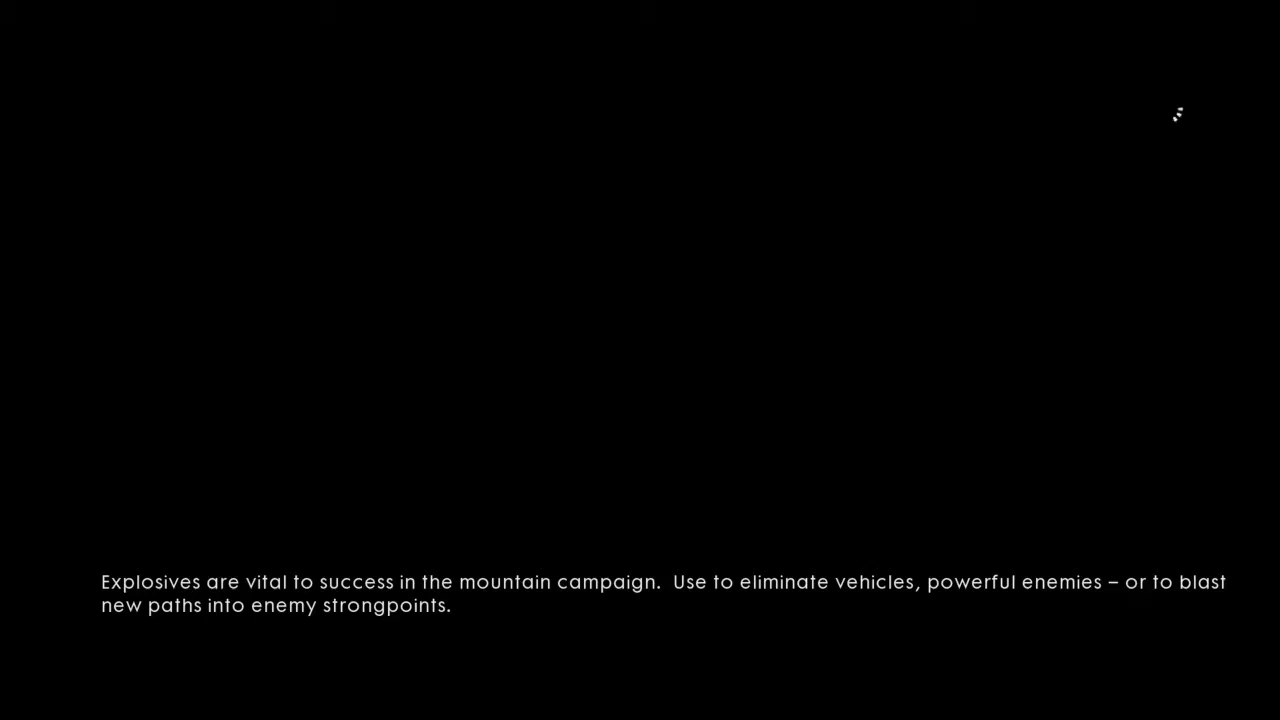 Explosives are vital to success in the mountain campaign.  Use to eliminate vehicles, powerful enemies – or to blast
new paths into enemy strongpoints.